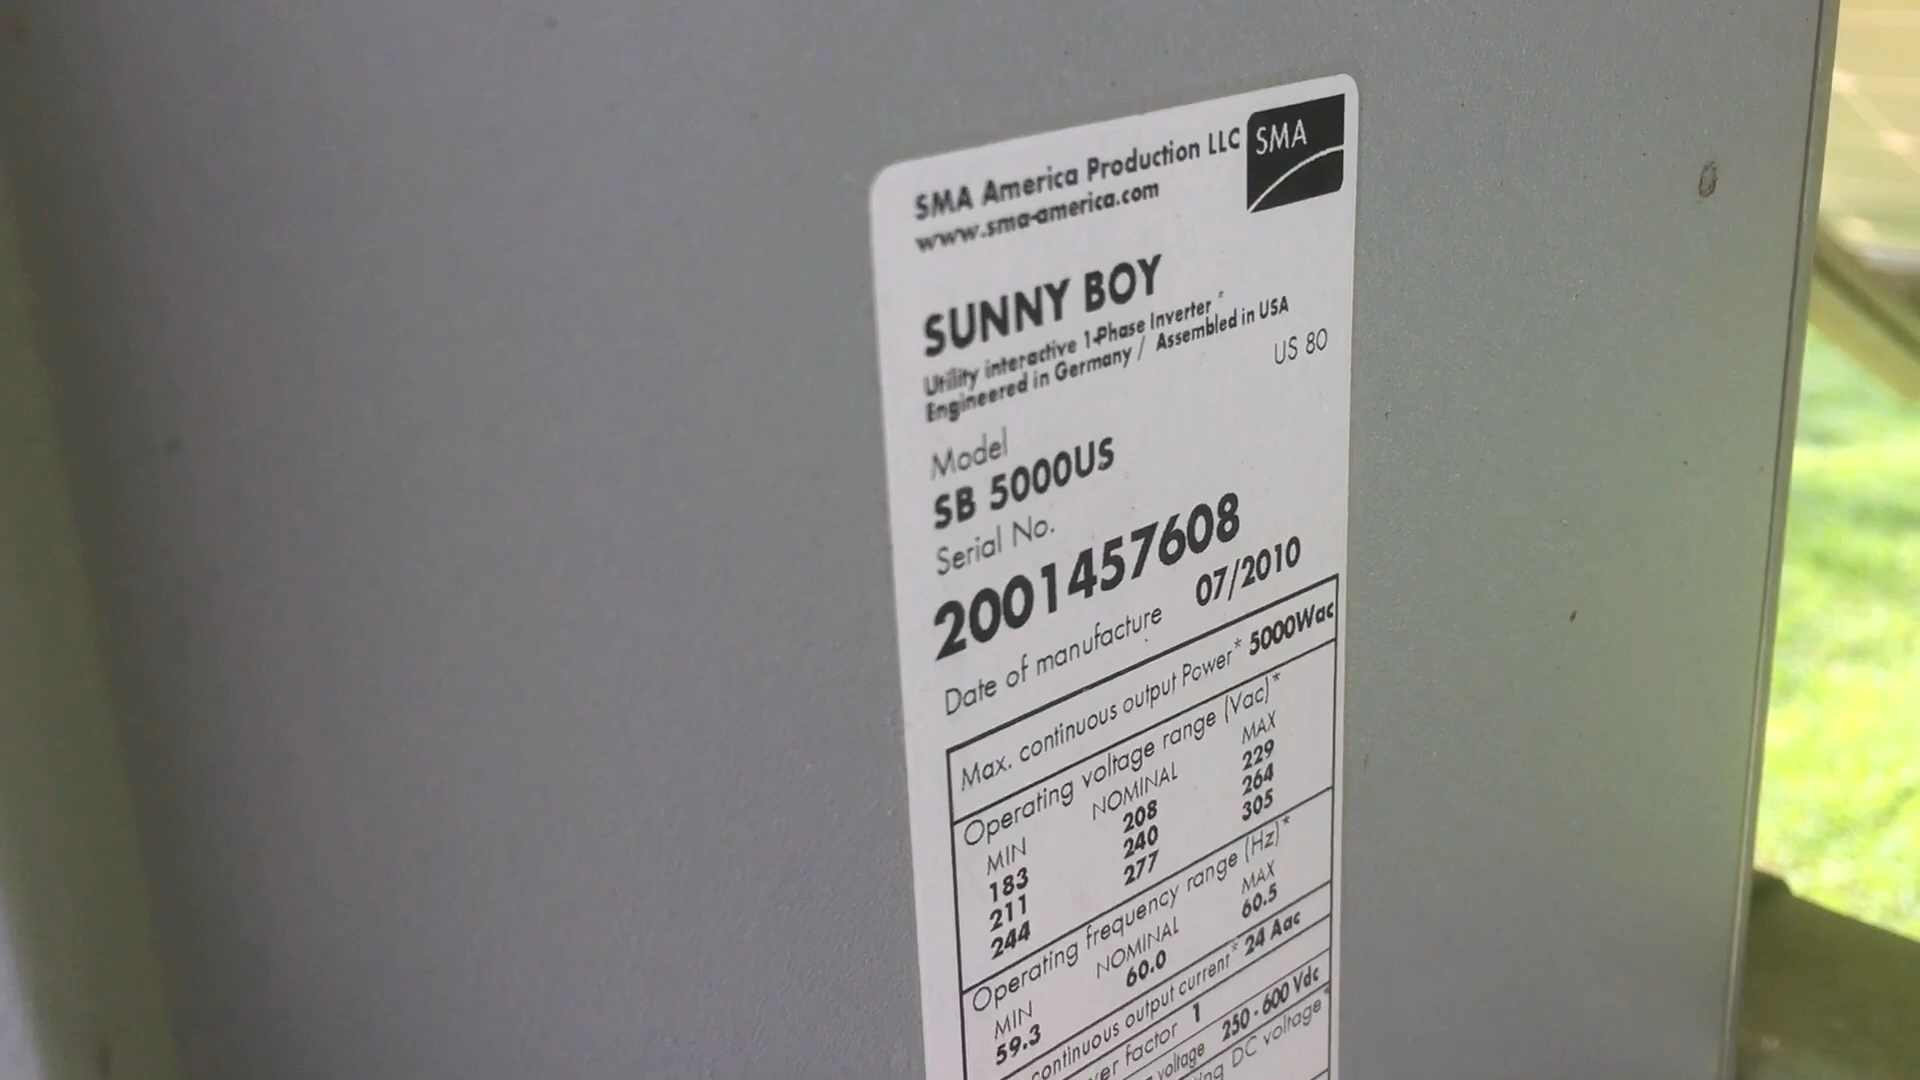 SMA America Production LLC
www.sma-america.com
SMA
SUNNY BOY
Utility interactive 1-Phase Inverter *
Engineered in Germany / Assembled in USA
US 80
Model
SB 5000US
Serial No.
2001457608
Date of manufacture 07/2010
Max. continuous output Power* 5000Wac
Operating voltage range (Vac)*
MIN NOMINAL MAX
183 208 229
211 240 264
244 277 305
Operating frequency range (Hz)*
MIN NOMINAL MAX
59.3 60.0 60.5
continuous output current* 24 Aac
factor 1
voltage 250 - 600 Vdc
DC voltage*